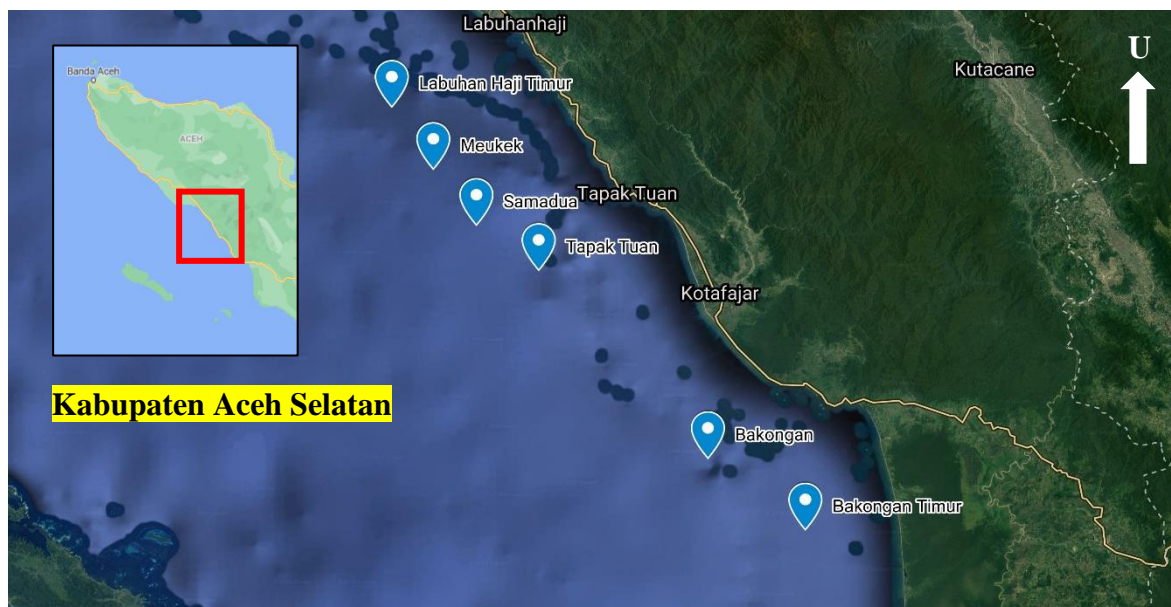 Labuhanhaji
U
Kutacane
Banda Aceh
Labuhan Haji Timur
ACEH
Meukek
Samadua
Tapak Tuan
Tapak Tuan
Kotafajar
Kabupaten Aceh Selatan
Bakongan
Bakongan Timur